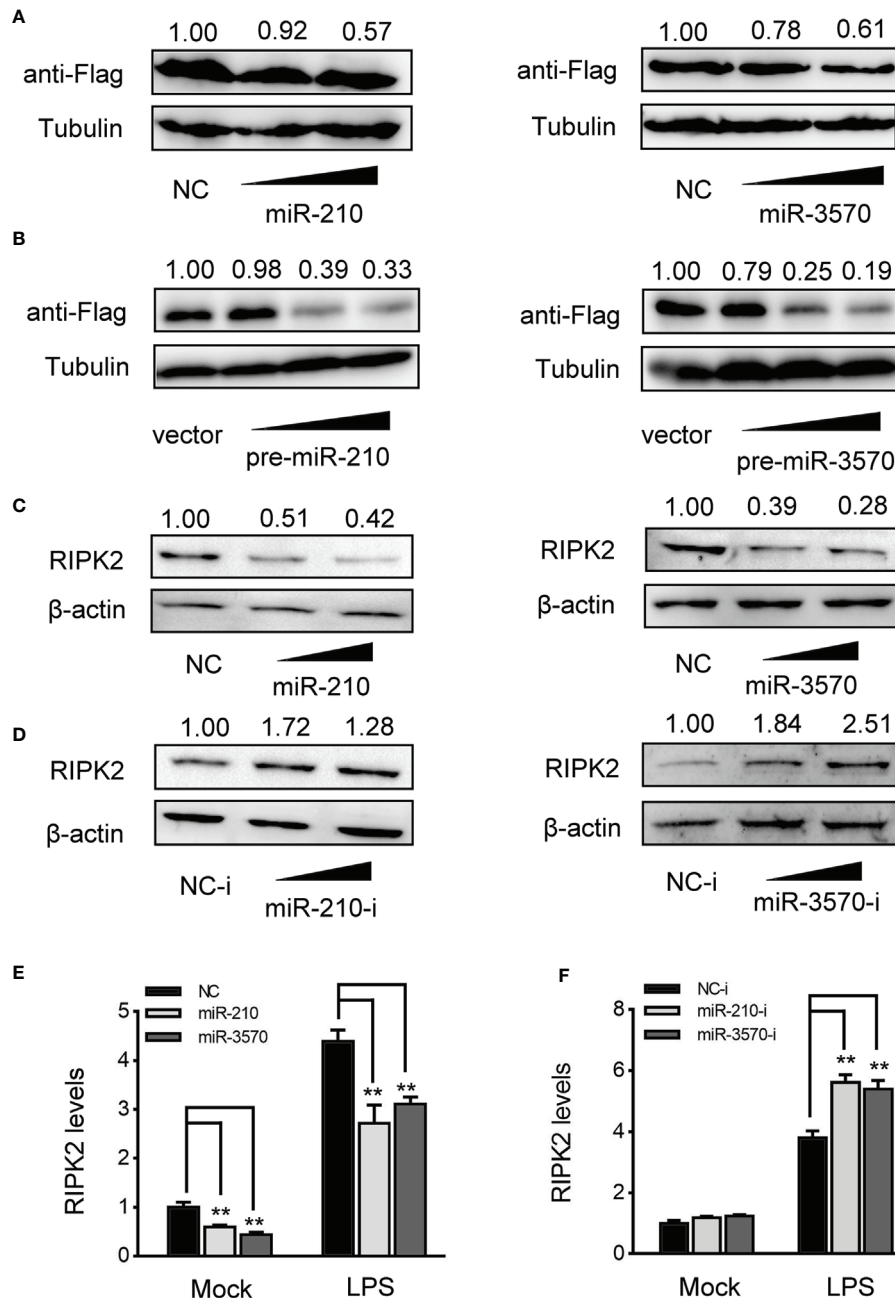 A
1.00 0.92 0.57
anti-Flag
Tubulin
NC
miR-210
1.00 0.78 0.61
anti-Flag
Tubulin
NC
miR-3570
B
1.00 0.98 0.39 0.33
anti-Flag
Tubulin
vector
pre-miR-210
1.00 0.79 0.25 0.19
anti-Flag
Tubulin
vector
pre-miR-3570
C
1.00 0.51 0.42
RIPK2
β-actin
NC
miR-210
1.00 0.39 0.28
RIPK2
β-actin
NC
miR-3570
D
1.00 1.72 1.28
RIPK2
β-actin
NC-i
miR-210-i
1.00 1.84 2.51
RIPK2
β-actin
NC-i
miR-3570-i
E
NC
miR-210
miR-3570
RIPK2 levels
5
4
3
2
1
0
** **
** **
Mock LPS
F
NC-i
miR-210-i
miR-3570-i
RIPK2 levels
8
6
4
2
0
** **
Mock LPS